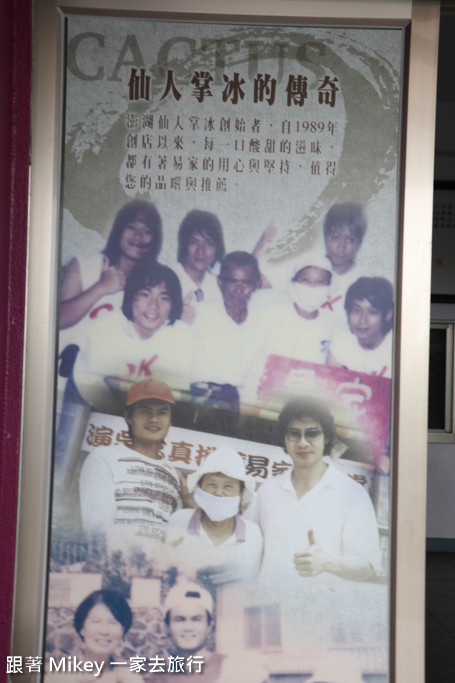 CACTUS
仙人掌冰的傳奇
澎湖仙人掌冰創始者，自1989年
創店以來，每一口酸甜的滋味，
都有著易家的用心與堅持，值得
您的品嚐與推薦。
跟著 Mikey 一家去旅行